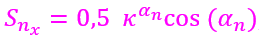 S_{n_x} = 0,5 κ^{α_n} cos (α_n)